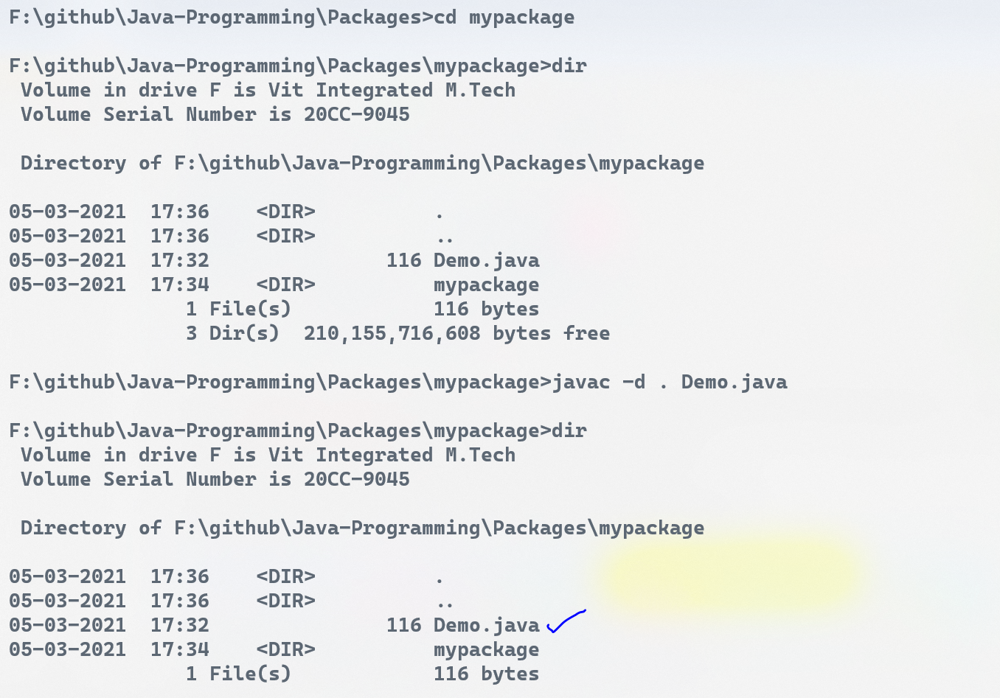 F:\github\Java-Programming\Packages>cd mypackage
F:\github\Java-Programming\Packages\mypackage>dir
Volume in drive F is Vit Integrated M.Tech
Volume Serial Number is 20CC-9045
Directory of F:\github\Java-Programming\Packages\mypackage
05-03-2021  17:36    <DIR>          .
05-03-2021  17:36    <DIR>          ..
05-03-2021  17:32               116 Demo.java
05-03-2021  17:34    <DIR>          mypackage
1 File(s)            116 bytes
3 Dir(s)  210,155,716,608 bytes free
F:\github\Java-Programming\Packages\mypackage>javac -d . Demo.java
F:\github\Java-Programming\Packages\mypackage>dir
Volume in drive F is Vit Integrated M.Tech
Volume Serial Number is 20CC-9045
Directory of F:\github\Java-Programming\Packages\mypackage
05-03-2021  17:36    <DIR>          .
05-03-2021  17:36    <DIR>          ..
05-03-2021  17:32               116 Demo.java
05-03-2021  17:34    <DIR>          mypackage
1 File(s)            116 bytes